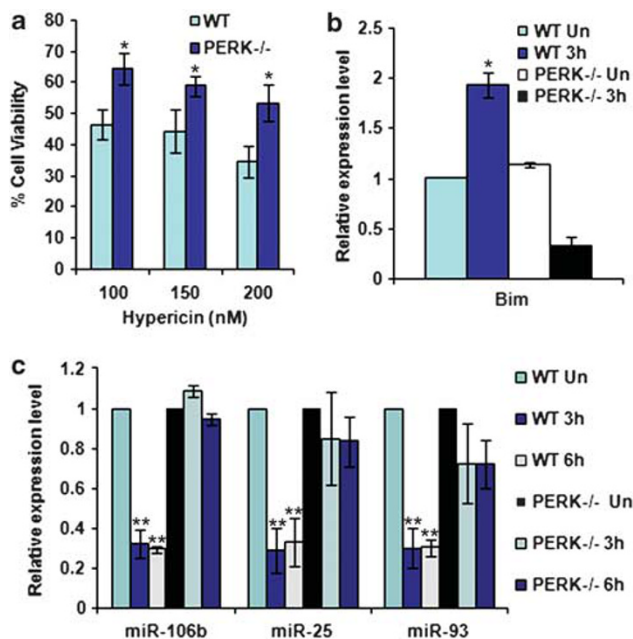 a
WT
PERK-/-
% Cell Viability
80
70
60
50
40
30
20
10
0
*
*
*
100 150 200
Hypericin (nM)
b
WT Un
WT 3h
PERK-/- Un
PERK-/- 3h
Relative expression level
2.5
2
1.5
1
0.5
0
*
Bim
c
WT Un
WT 3h
WT 6h
PERK-/- Un
PERK-/- 3h
PERK-/- 6h
Relative expression level
1.2
1
0.8
0.6
0.4
0.2
0
** **
** **
** **
miR-106b miR-25 miR-93